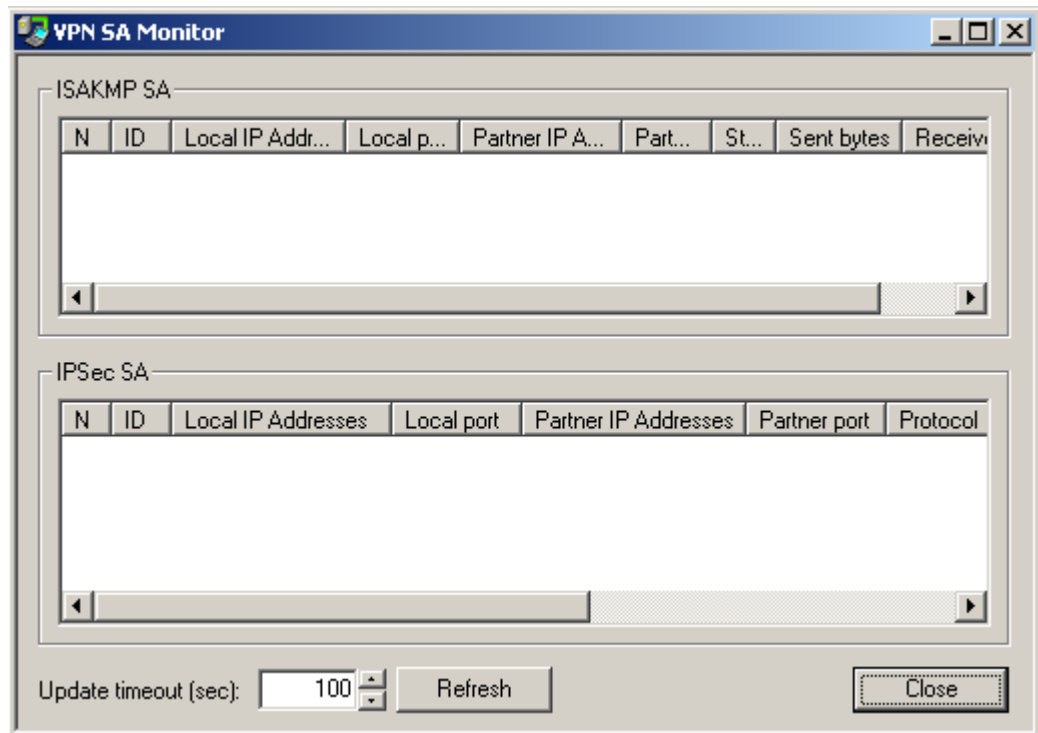 VPN SA Monitor
ISAKMP SA
N ID Local IP Addr... Local p... Partner IP A... Part... St... Sent bytes Receive
IPSec SA
N ID Local IP Addresses Local port Partner IP Addresses Partner port Protocol
Update timeout (sec): 100 Refresh Close